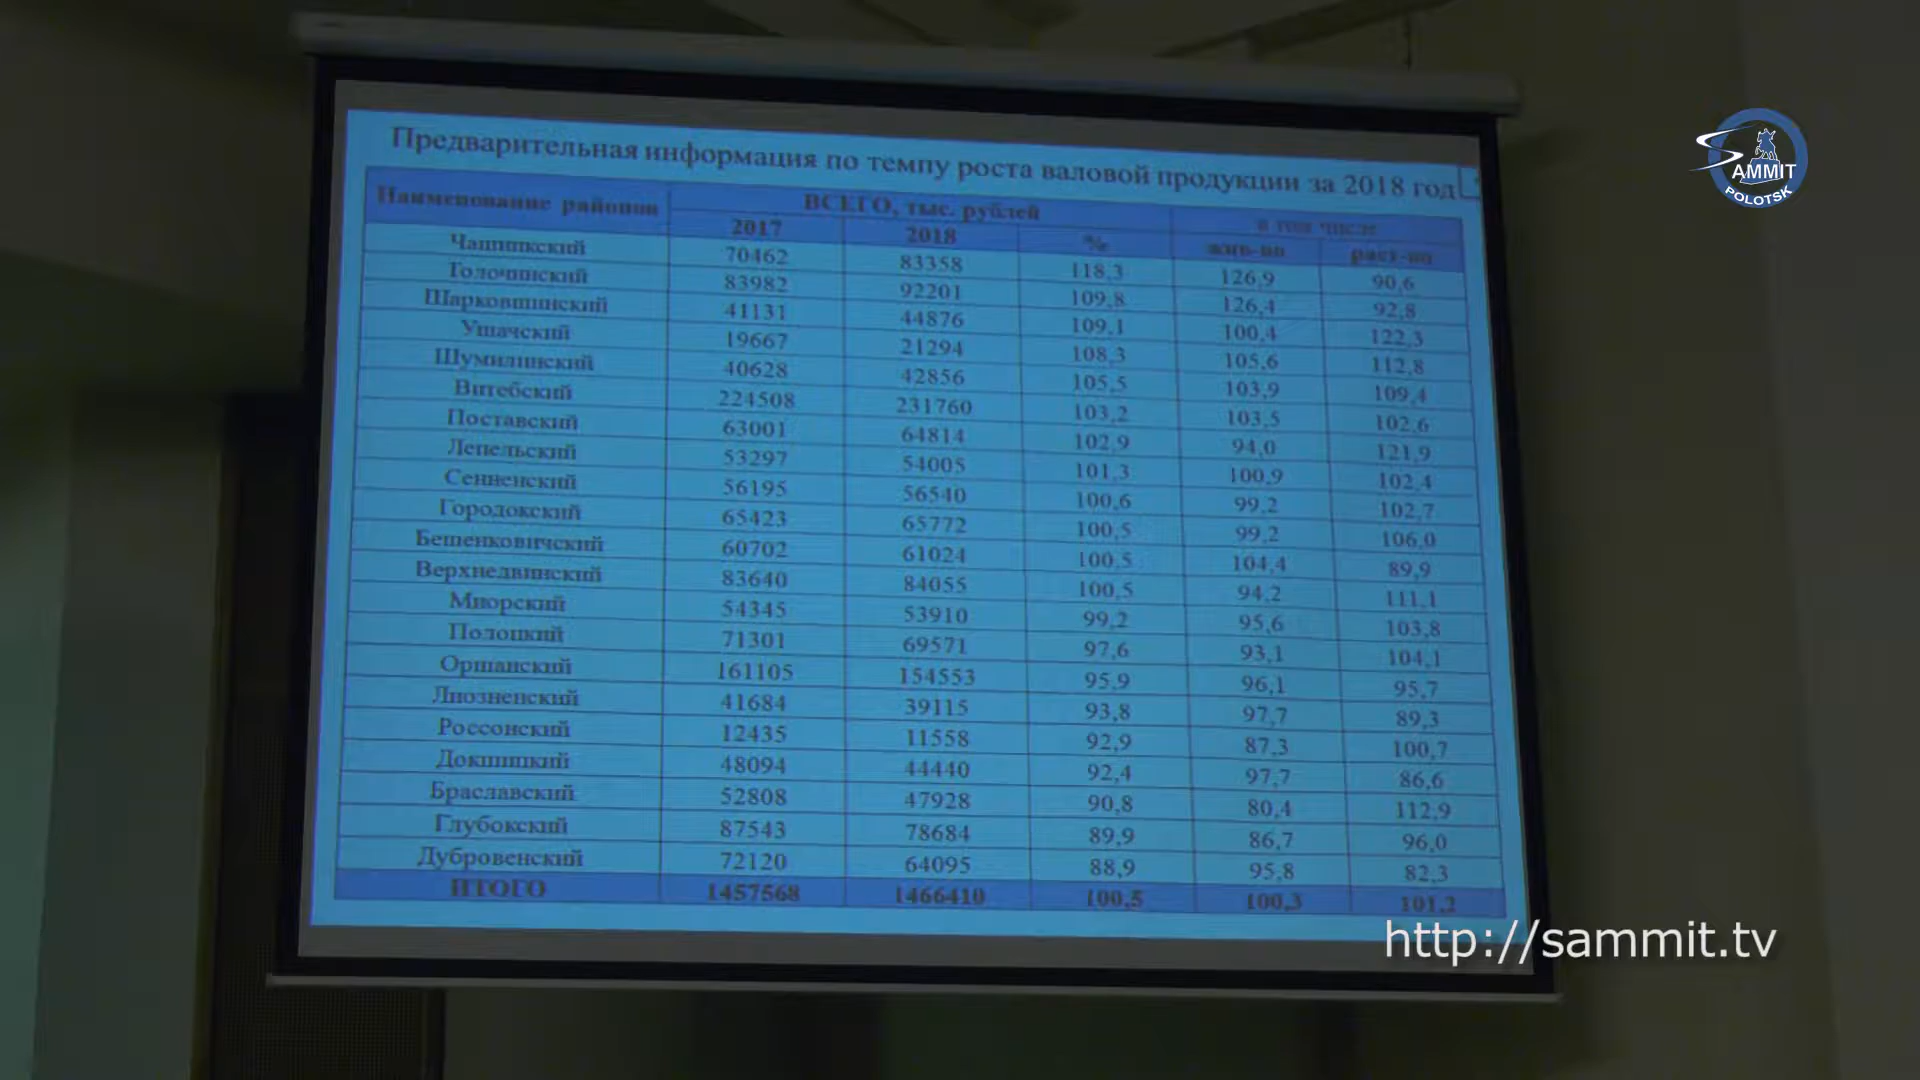 Предварительная информация по темпу роста валовой продукции за 2018 год
Наименование районов ВСЕГО, тыс. рублей в том числе
2017 2018 % жив-во раст-во
Чашникский 70462 83358 118,3 126,9 90,6
Толочинский 83982 92201 109,8 126,4 92,8
Шарковшинский 41131 44876 109,1 100,4 122,3
Ушачский 19667 21294 108,3 105,6 112,8
Шумилинский 40628 42856 105,5 103,9 109,4
Витебский 224508 231760 103,2 103,5 102,6
Поставский 63001 64814 102,9 94,0 121,9
Лепельский 53297 54005 101,3 100,9 102,4
Сенненский 56195 56540 100,6 99,2 102,7
Городокский 65423 65772 100,5 99,2 106,0
Бешенковичский 60702 61024 100,5 104,4 89,9
Верхнедвинский 83640 84055 100,5 94,2 111,1
Миорский 54345 53910 99,2 95,6 103,8
Полоцкий 71301 69571 97,6 93,1 104,1
Оршанский 161105 154553 95,9 96,1 95,7
Лиозненский 41684 39115 93,8 97,7 89,3
Россонский 12435 11558 92,9 87,3 100,7
Докшицкий 48094 44440 92,4 97,7 86,6
Браславский 52808 47928 90,8 80,4 112,9
Глубокский 87543 78684 89,9 86,7 96,0
Дубровенский 72120 64095 88,9 95,8 82,3
ИТОГО 1457568 1466410 100,5 100,3 101,2
SAMMIT
POLOTSK
http://sammit.tv